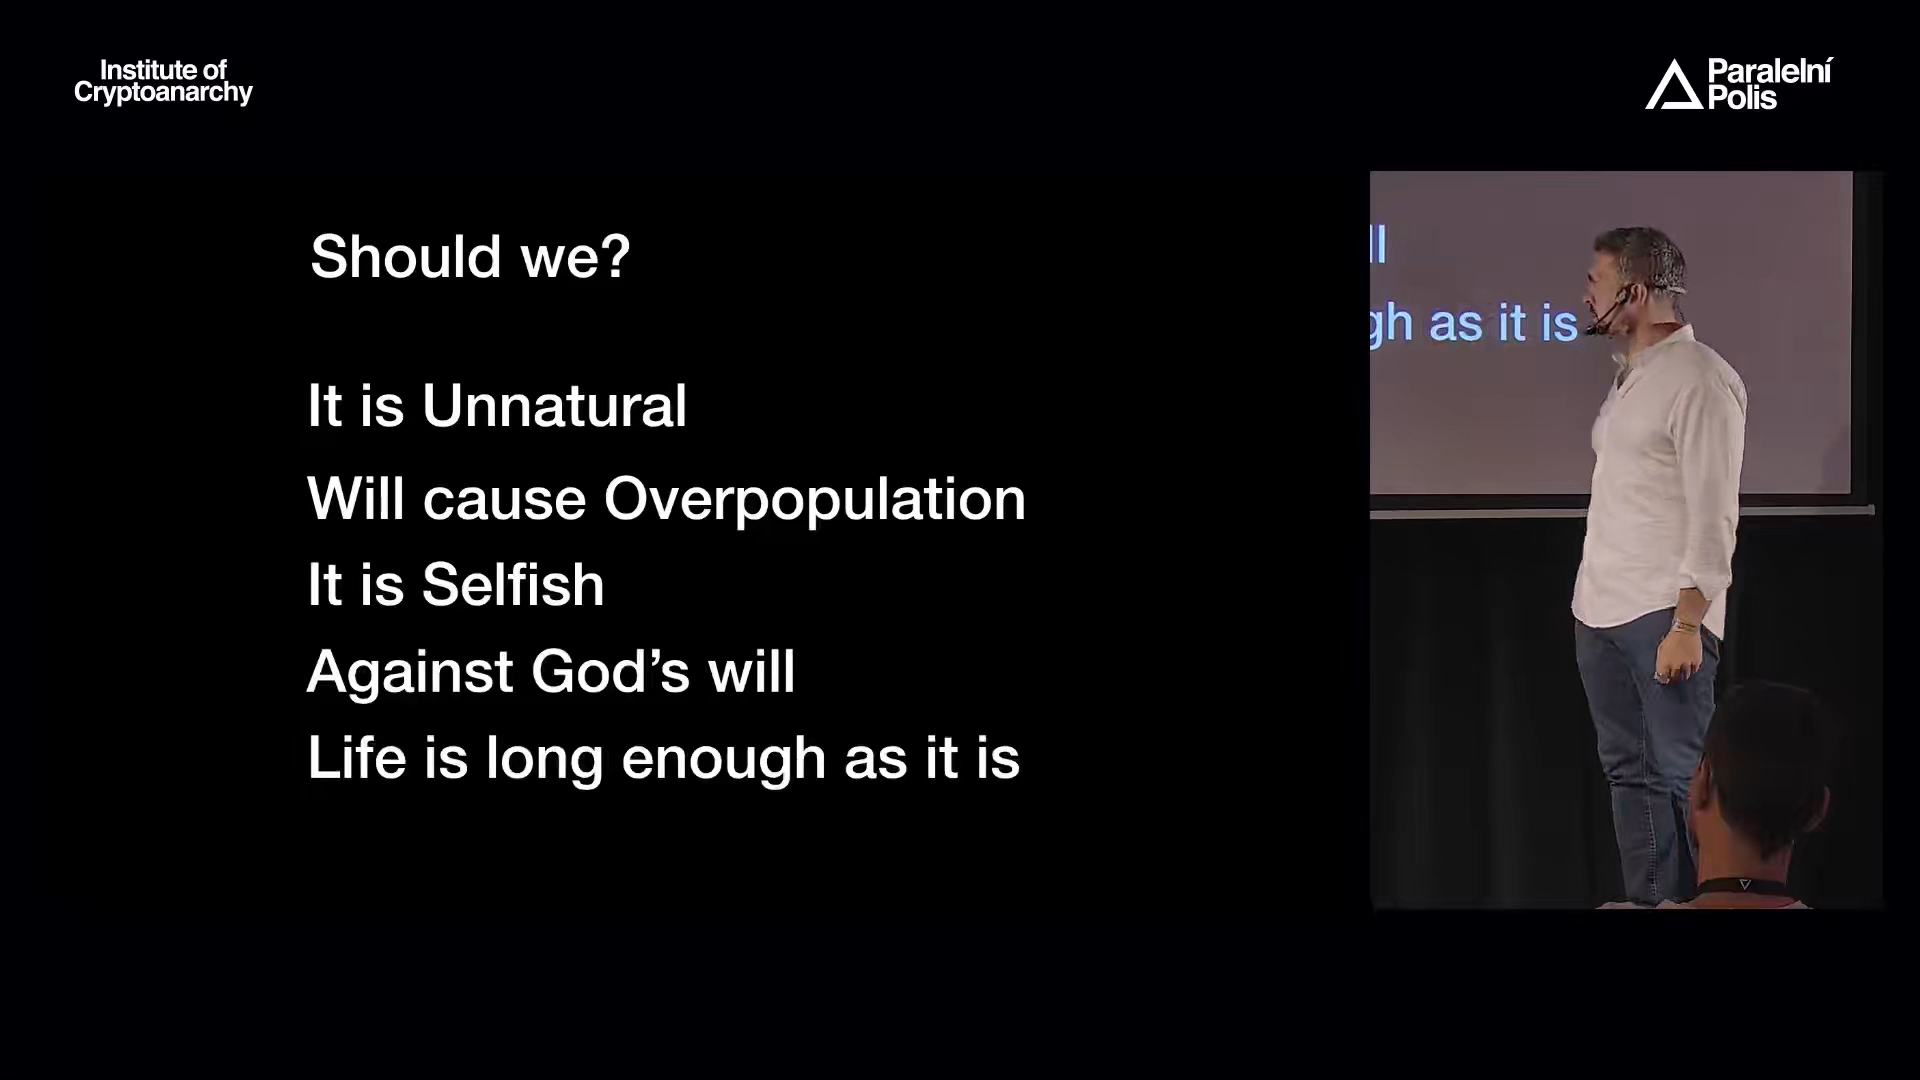 Institute of
Cryptoanarchy
Paralelní
Polis
Should we?
It is Unnatural
Will cause Overpopulation
It is Selfish
Against God’s will
Life is long enough as it is
ll
gh as it is